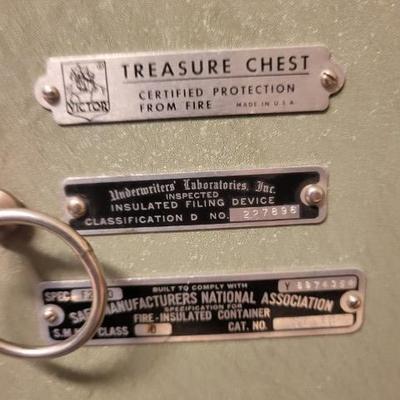 VICTOR
®
TREASURE CHEST
CERTIFIED PROTECTION
FROM FIRE MADE IN U.S.A.
Underwriters' Laboratories, Inc.
INSPECTED
INSULATED FILING DEVICE
CLASSIFICATION D NO. 227896
BUILT TO COMPLY WITH
SPEC
MANUFACTURERS NATIONAL ASSOCIATION
SPECIFICATION FOR
FIRE-INSULATED CONTAINER
CLASS
CAT. NO.